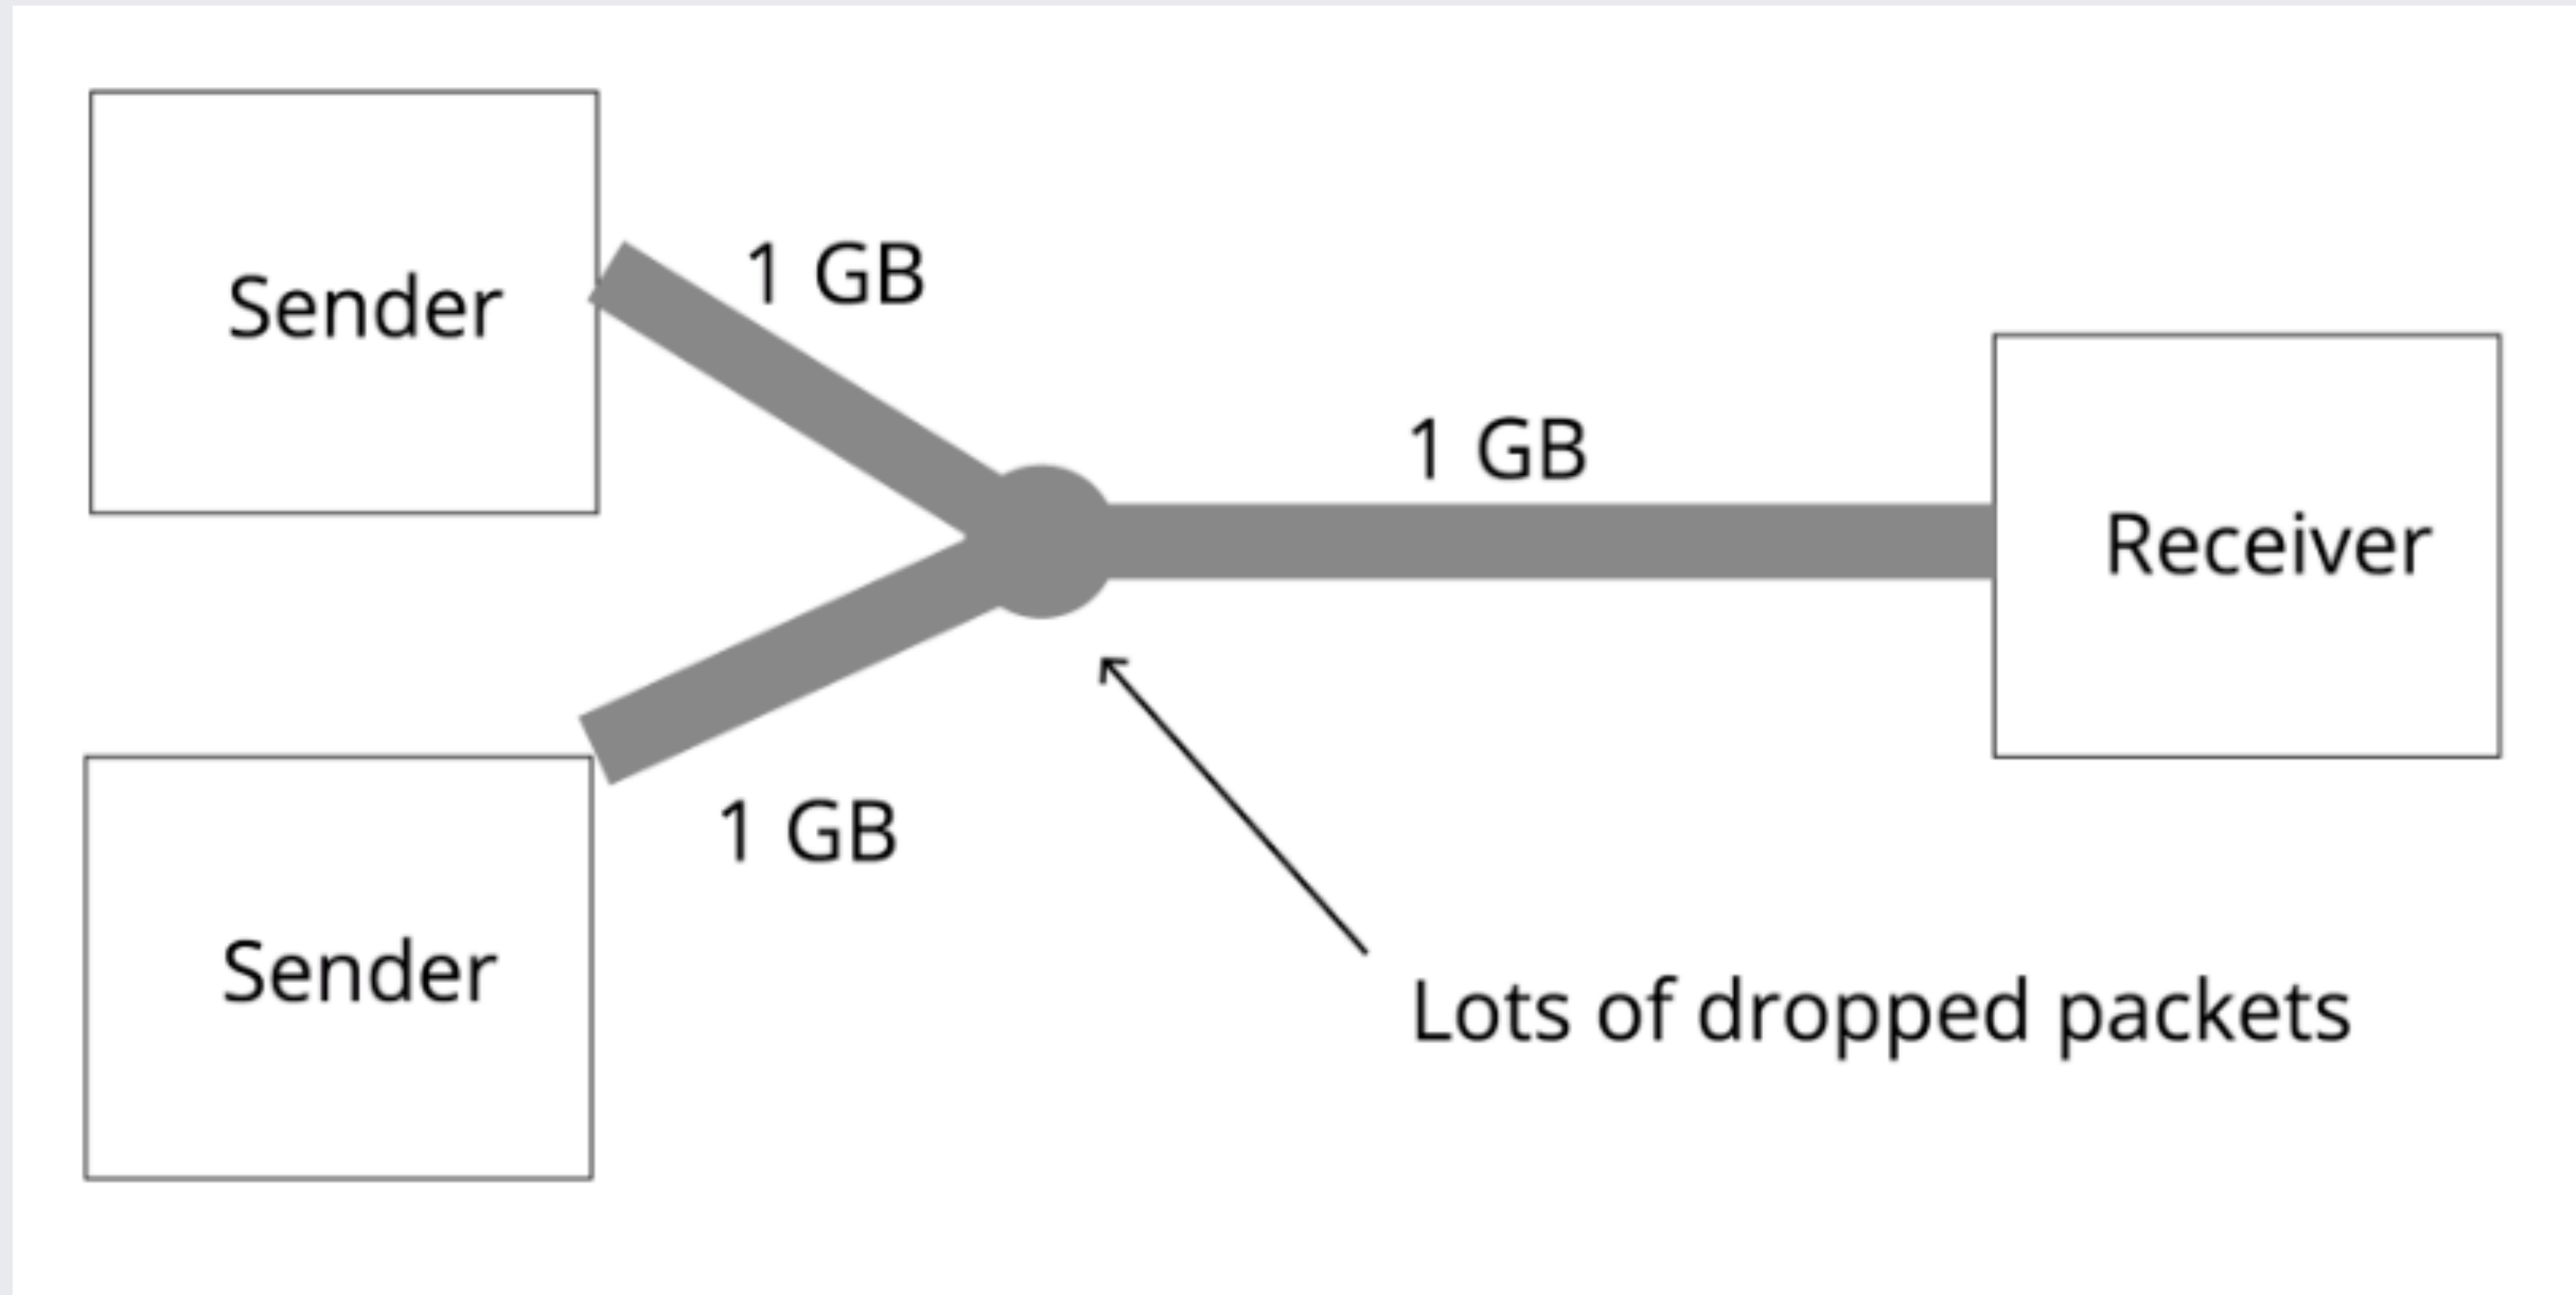 Sender
1 GB
1 GB
Receiver
1 GB
Sender
Lots of dropped packets